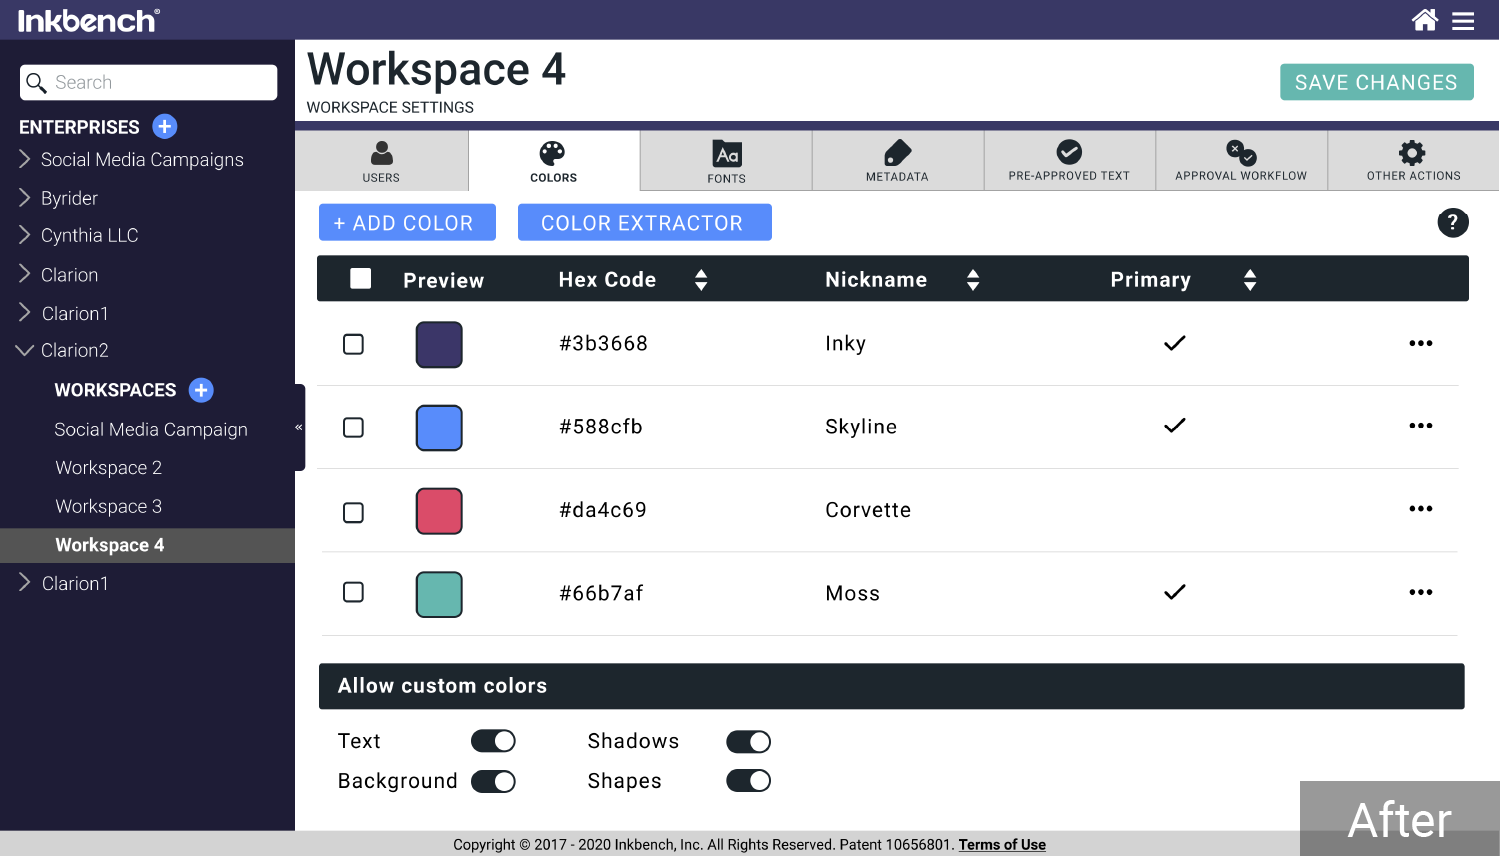 Inkbench®
Search
ENTERPRISES +
Social Media Campaigns
Byrider
Cynthia LLC
Clarion
Clarion1
Clarion2
WORKSPACES +
Social Media Campaign
Workspace 2
Workspace 3
Workspace 4
Clarion1
«
Workspace 4
WORKSPACE SETTINGS
SAVE CHANGES
USERS
COLORS
Aa
FONTS
METADATA
PRE-APPROVED TEXT
APPROVAL WORKFLOW
OTHER ACTIONS
+ ADD COLOR
COLOR EXTRACTOR
?
Preview Hex Code Nickname Primary
#3b3668 Inky
#588cfb Skyline
#da4c69 Corvette
#66b7af Moss
Allow custom colors
Text Shadows
Background Shapes
After
Copyright © 2017 - 2020 Inkbench, Inc. All Rights Reserved. Patent 10656801. Terms of Use